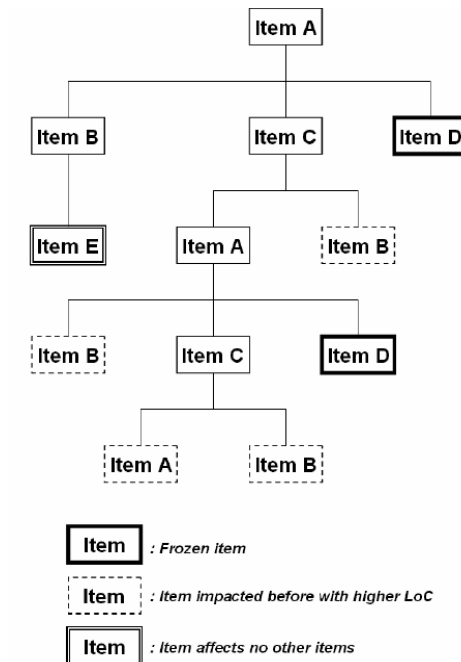 Item A
Item B Item C Item D
Item E Item A Item B
Item B Item C Item D
Item A Item B
Item : Frozen item
Item : Item impacted before with higher LoC
Item : Item affects no other items